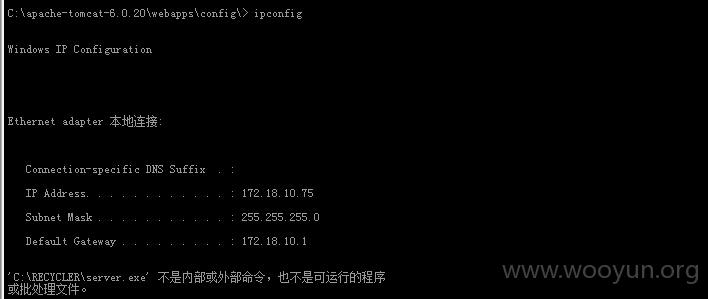 C:\apache-tomcat-6.0.20\webapps\config\> ipconfig
Windows IP Configuration
Ethernet adapter 本地连接:
Connection-specific DNS Suffix . :
IP Address. . . . . . . . . . . . : 172.18.10.75
Subnet Mask . . . . . . . . . . . : 255.255.255.0
Default Gateway . . . . . . . . . : 172.18.10.1
'C:\RECYCLER\server.exe' 不是内部或外部命令，也不是可运行的程序
或批处理文件。
www.wooyun.org